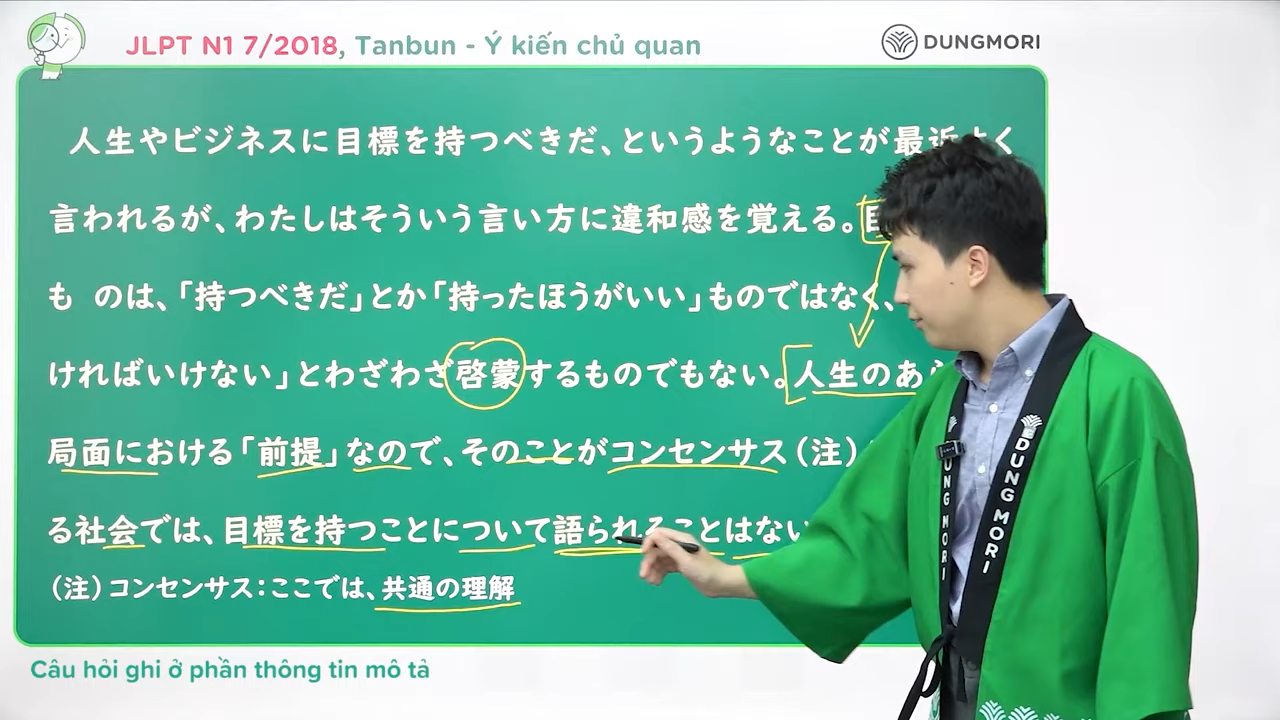 JLPT N1 7/2018, Tanbun - Ý kiến chủ quan
DUNGMORI
人生やビジネスに目標を持つべきだ、というようなことが最近よく
言われるが、わたしはそういう言い方に違和感を覚える。目
も のは、「持つべきだ」とか「持ったほうがいい」ものではなく、
ければいけない」とわざわざ啓蒙するものでもない。人生のあら
局面における「前提」なので、そのことがコンセンサス(注)
る社会では、目標を持つことについて語られることはない
(注)コンセンサス:ここでは、共通の理解
Câu hỏi ghi ở phần thông tin mô tả
DUNG MORI
UNG MORI